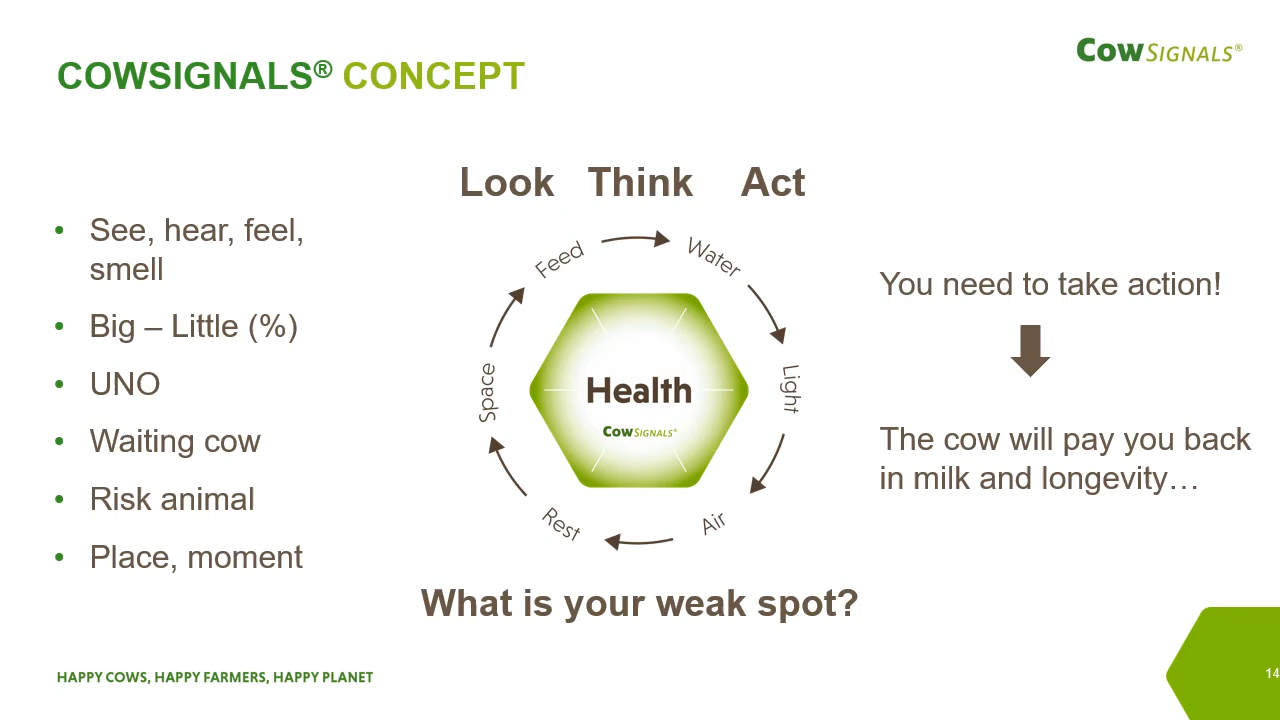 COWSIGNALS® CONCEPT
CowSIGNALS®
Look Think Act
• See, hear, feel,
smell
• Big – Little (%)
• UNO
• Waiting cow
• Risk animal
• Place, moment
Feed
Water
Light
Air
Rest
Space
Health
CowSIGNALS®
What is your weak spot?
You need to take action!
The cow will pay you back
in milk and longevity…
HAPPY COWS, HAPPY FARMERS, HAPPY PLANET
14